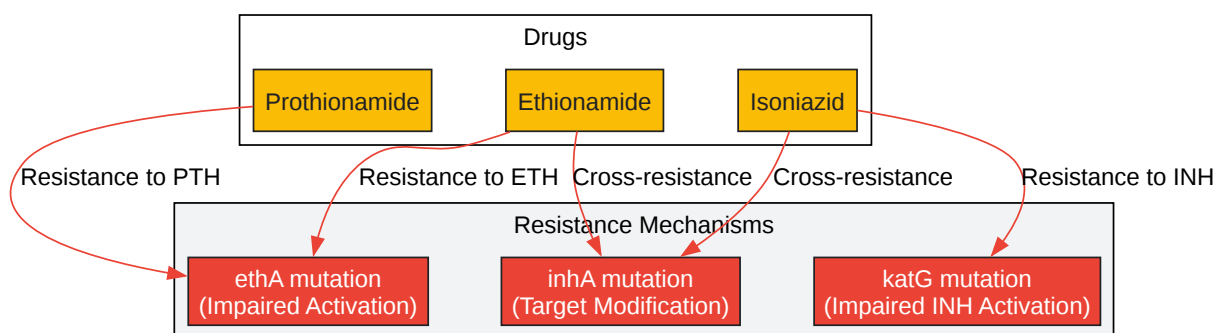 Drugs
Prothionamide
Ethionamide
Isoniazid
Resistance to PTH
Resistance to ETH
Cross-resistance
Cross-resistance
Resistance to INH
Resistance Mechanisms
ethA mutation
(Impaired Activation)
inhA mutation
(Target Modification)
katG mutation
(Impaired INH Activation)